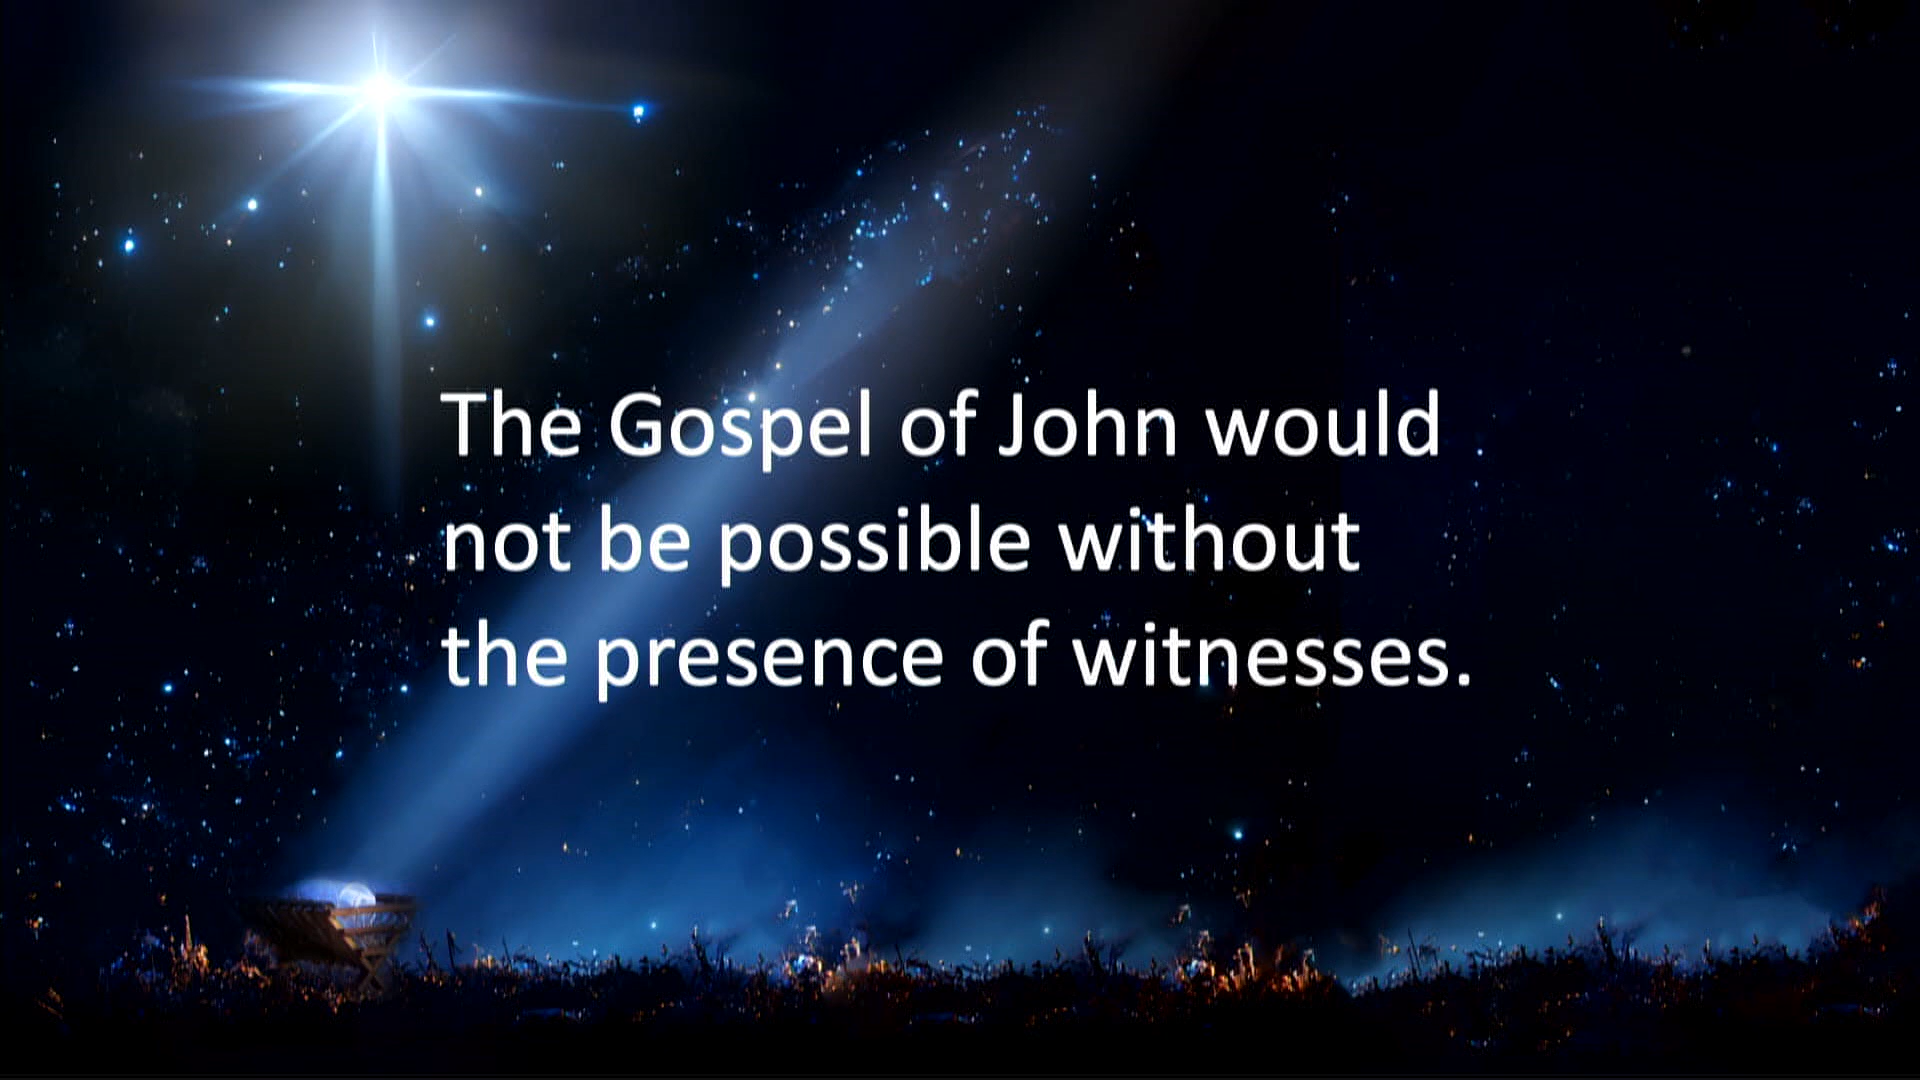 The Gospel of John would
not be possible without
the presence of witnesses.